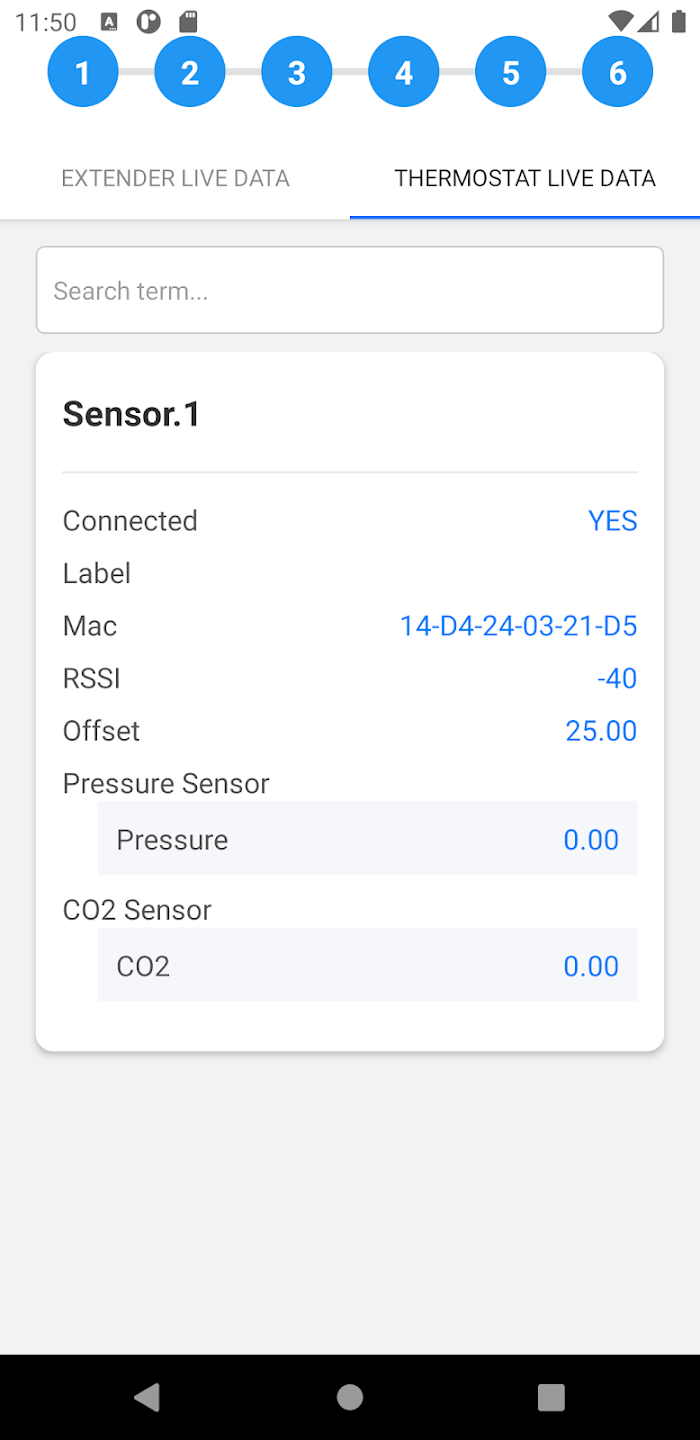 11:50
1 2 3 4 5 6
EXTENDER LIVE DATA THERMOSTAT LIVE DATA
Search term...
Sensor.1
Connected YES
Label
Mac 14-D4-24-03-21-D5
RSSI -40
Offset 25.00
Pressure Sensor
Pressure 0.00
CO2 Sensor
CO2 0.00